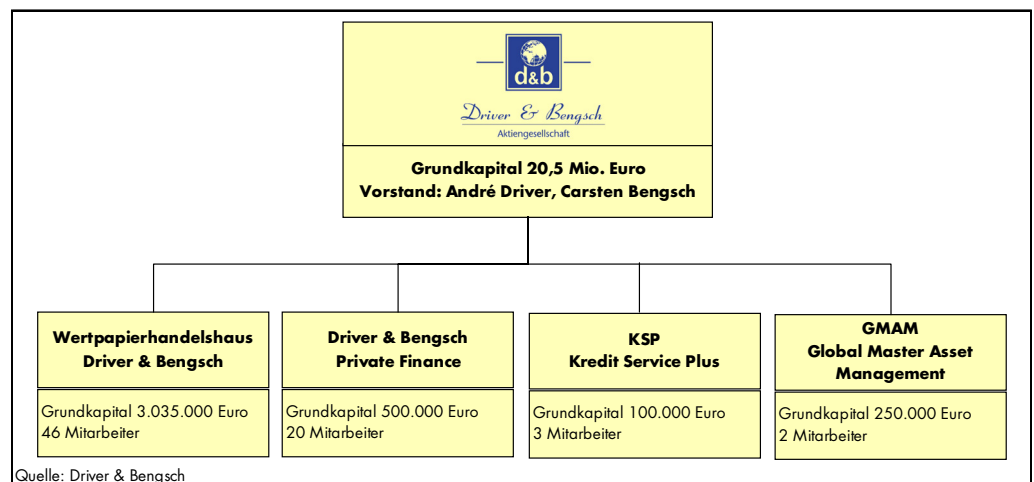 d&b
Driver & Bengsch
Aktiengesellschaft
Grundkapital 20,5 Mio. Euro
Vorstand: André Driver, Carsten Bengsch
Wertpapierhandelshaus
Driver & Bengsch
Grundkapital 3.035.000 Euro
46 Mitarbeiter
Driver & Bengsch
Private Finance
Grundkapital 500.000 Euro
20 Mitarbeiter
KSP
Kredit Service Plus
Grundkapital 100.000 Euro
3 Mitarbeiter
GMAM
Global Master Asset
Management
Grundkapital 250.000 Euro
2 Mitarbeiter
Quelle: Driver & Bengsch